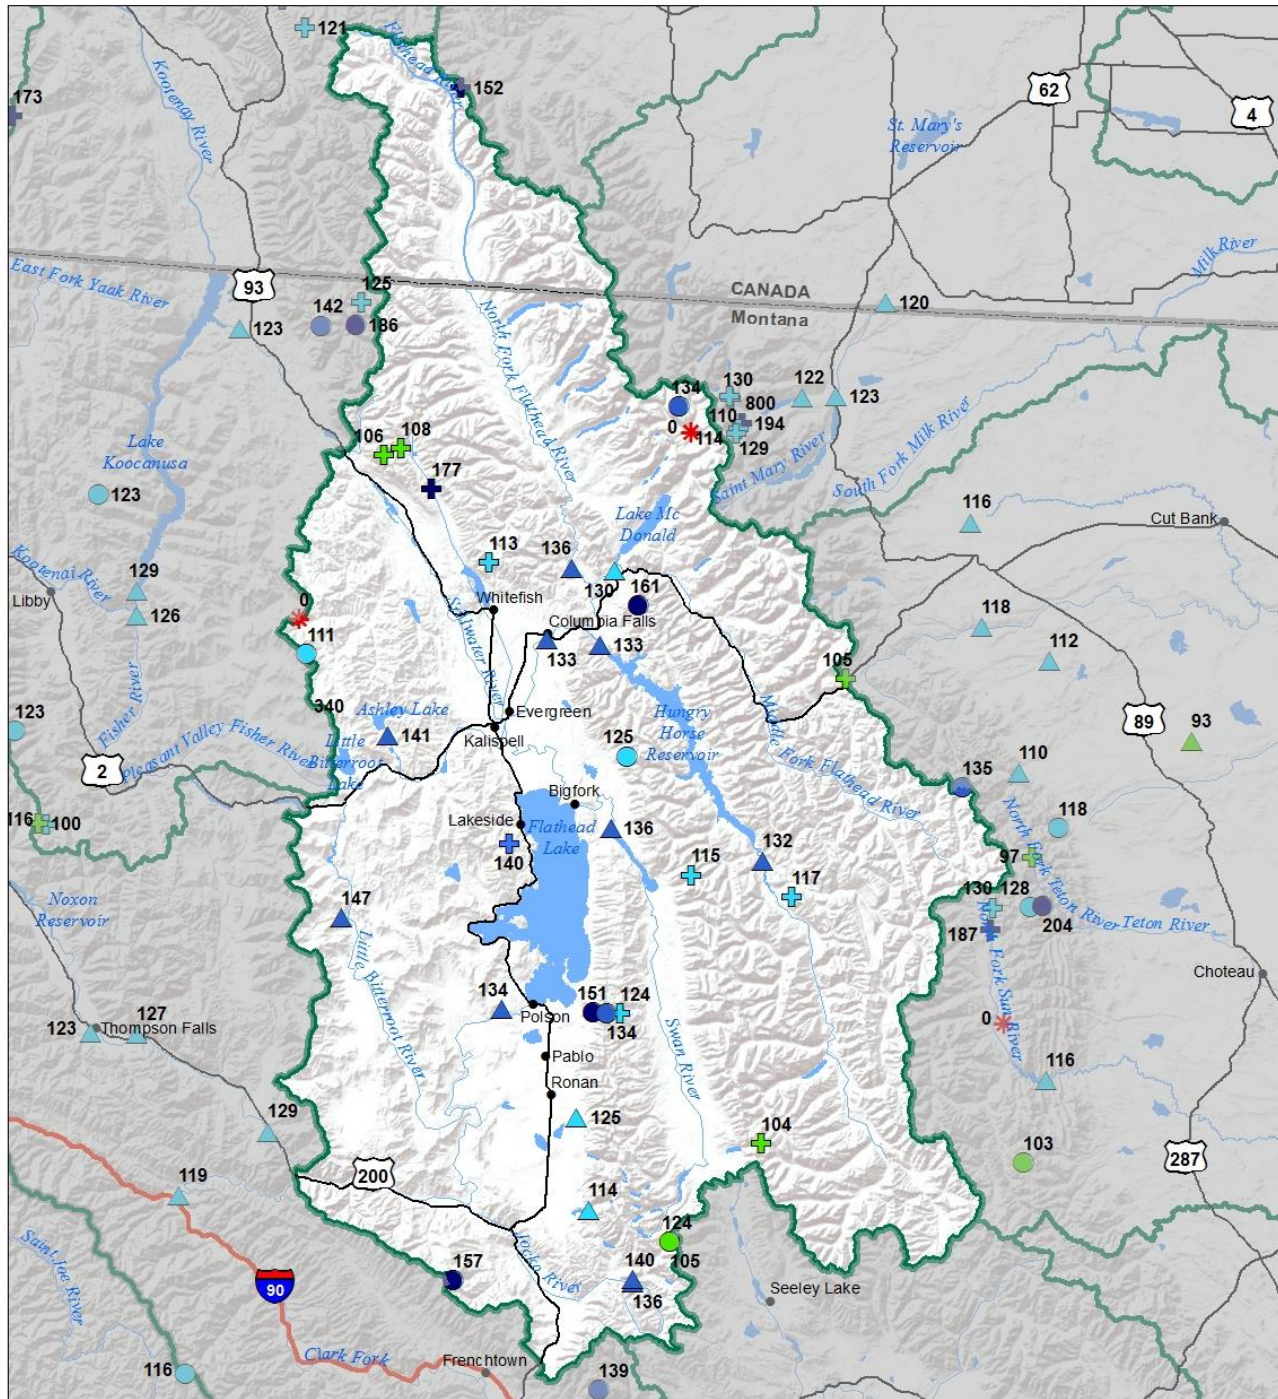 121
Flathead River
152
173
Kootenay River
62
4
St. Mary's
Reservoir
Milk River
East Fork Yaak River
93
CANADA
Montana
125
142
186
123
120
North Fork Flathead River
134
130
122
123
800
110
194
0
114
129
106
108
177
Lake
Koocanusa
123
Saint Mary River
South Fork Milk River
116
Cut Bank
Lake Mc
Donald
113
136
130
161
Kootenai River
Libby
129
126
0
111
Whitefish
Columbia Falls
133
133
118
112
105
Stillwater River
Fisher River
123
340
Ashley Lake
141
Evergreen
Kalispell
Little
Bitterroot
Lake
Pleasant Valley Fisher River
2
125
Hungry
Horse
Reservoir
Middle Fork Flathead River
89
93
135
110
118
116
100
Bigfork
Lakeside
Flathead
Lake
136
140
115
132
117
97
North Fork Teton River
Teton River
130
128
204
187
North Fork Sun River
Noxon
Reservoir
147
Little Bitterroot River
Choteau
134
Polson
151
134
124
Swan River
0
123
Thompson Falls
127
Pablo
Ronan
116
125
129
104
103
287
200
119
114
124
105
Jocko River
Saint Joe River
90
157
140
136
Seeley Lake
Clark Fork
Frenchtown
116
139